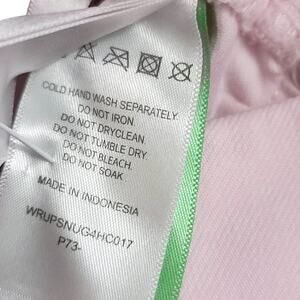 COLD HAND WASH SEPARATELY.
DO NOT IRON.
DO NOT DRYCLEAN
DO NOT TUMBLE DRY
DO NOT BLEACH.
DO NOT SOAK
MADE IN INDONESIA
WRUPSNUG4HC017
P73-